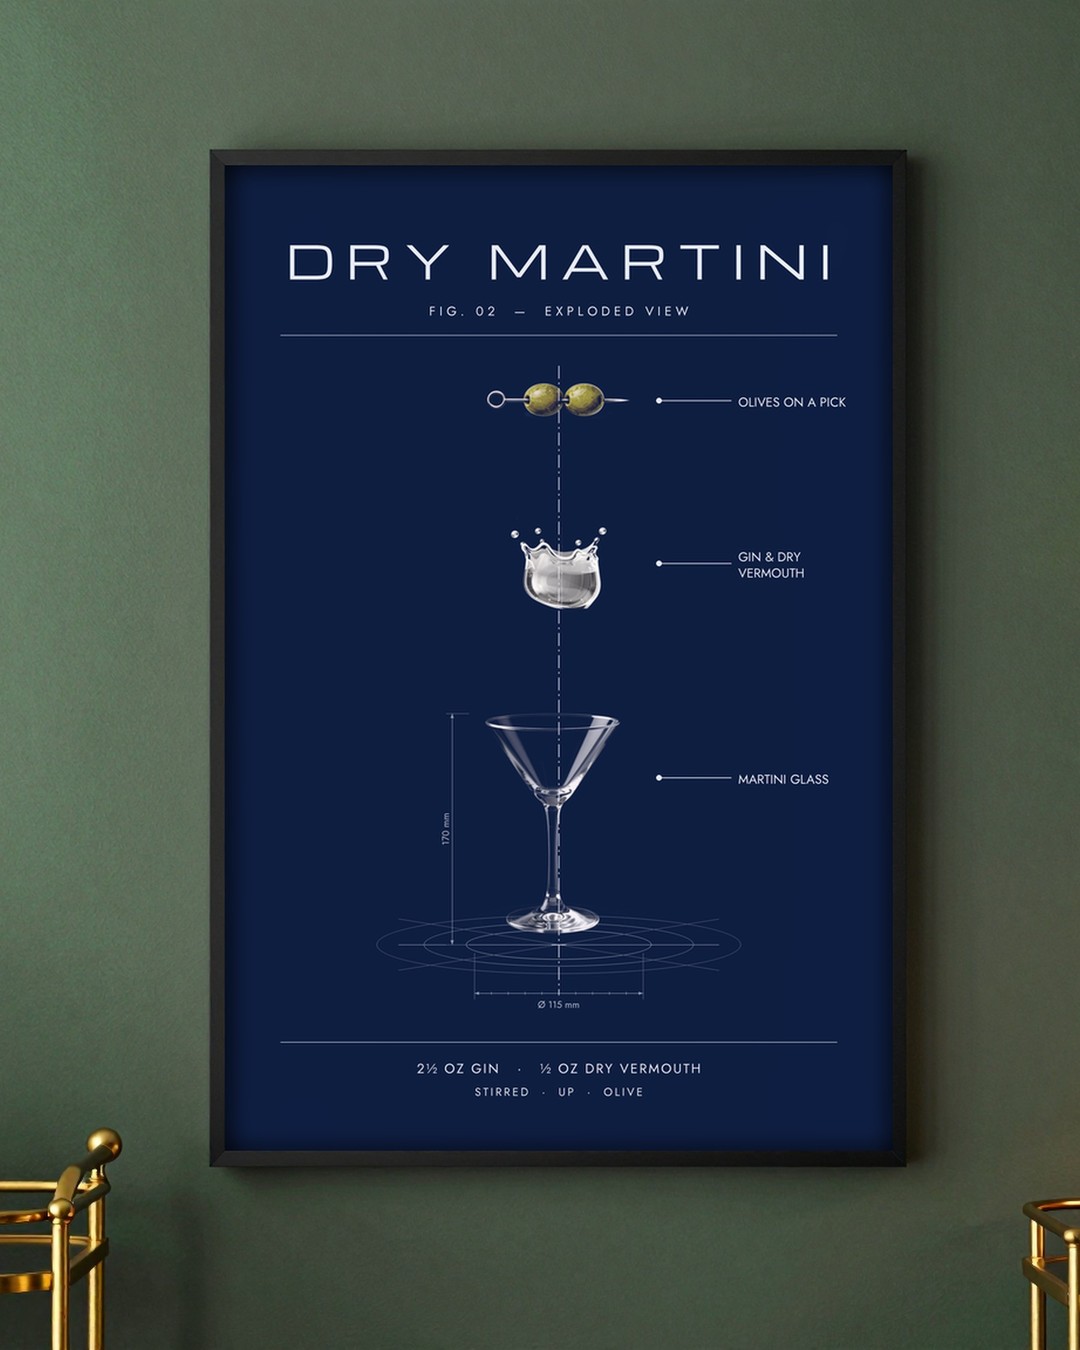 DRY MARTINI
FIG. 02 — EXPLODED VIEW
OLIVES ON A PICK
GIN & DRY
VERMOUTH
MARTINI GLASS
170 mm
Ø 115 mm
2½ OZ GIN · ½ OZ DRY VERMOUTH
STIRRED · UP · OLIVE